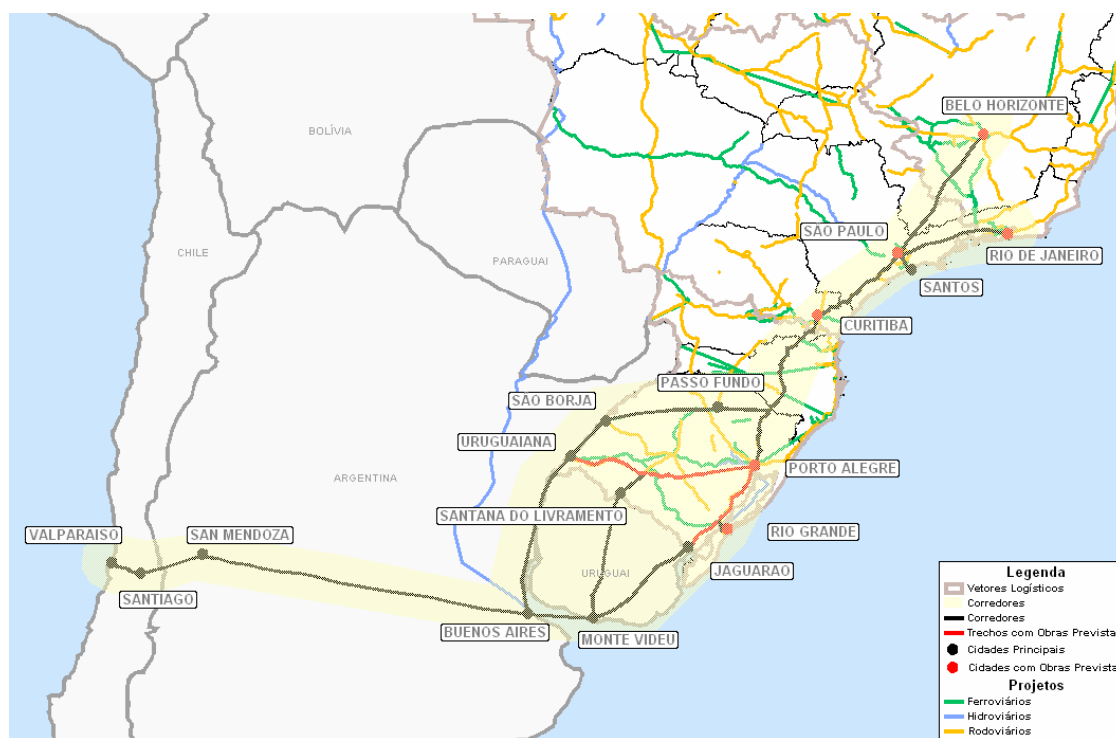 BELO HORIZONTE
BOLÍVIA
SÃO PAULO
CHILE
RIO DE JANEIRO
PARAGUAI
SANTOS
CURITIBA
PASSO FUNDO
SÃO BORJA
URUGUAIANA
PORTO ALEGRE
ARGENTINA
SANTANA DO LIVRAMENTO
VALPARAISO
SAN MENDOZA
RIO GRANDE
JAGUARAO
URUGUAI
SANTIAGO
BUENOS AIRES
MONTE VIDEU
Legenda
Vetores Logísticos
Corredores
Corredores
Trechos com Obras Prevista
Cidades Principais
Cidades com Obras Prevista
Projetos
Ferroviários
Hidroviários
Rodoviários